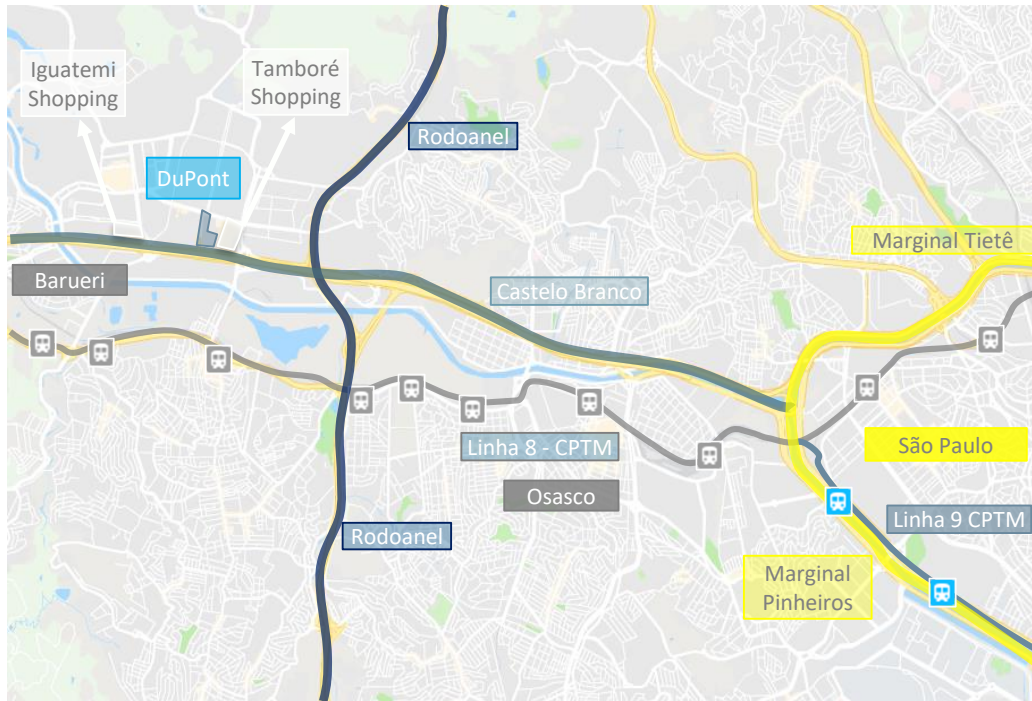 Iguatemi
Shopping
Tamboré
Shopping
Rodoanel
DuPont
Marginal Tietê
Barueri
Castelo Branco
Linha 8 - CPTM
São Paulo
Osasco
Linha 9 CPTM
Rodoanel
Marginal
Pinheiros